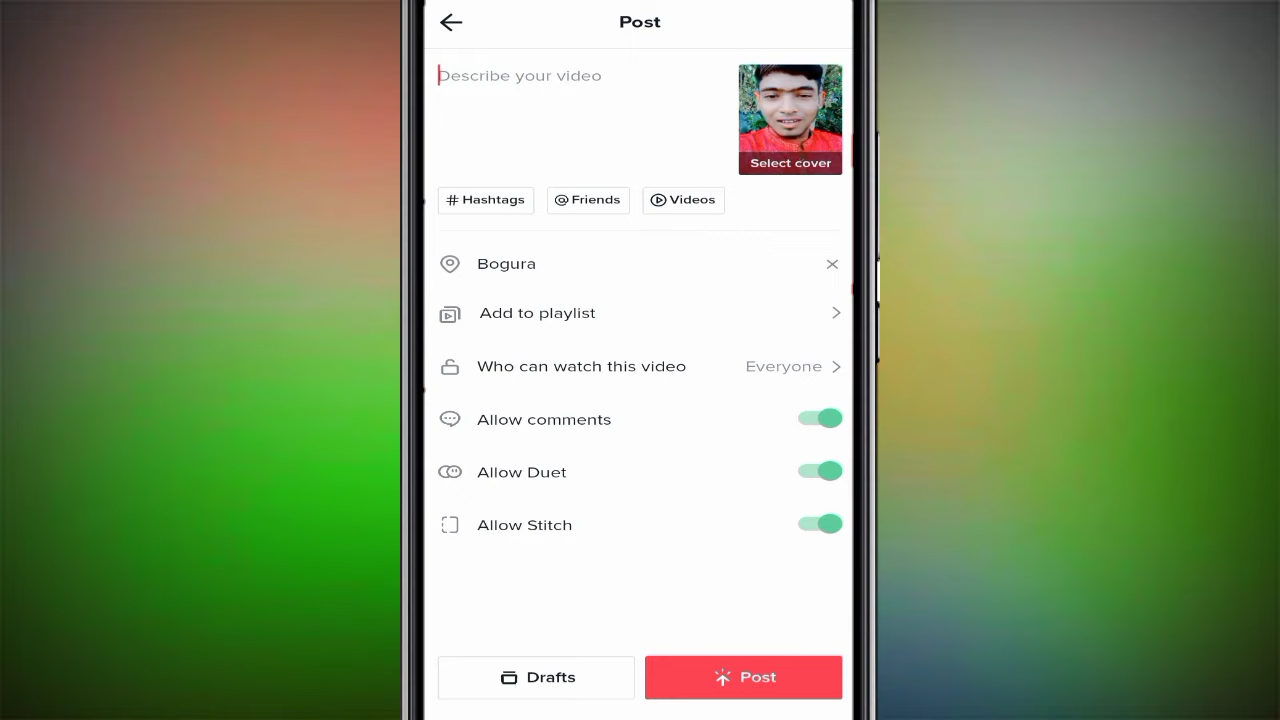 Post
Describe your video
Select cover
# Hashtags
@ Friends
Videos
Bogura
Add to playlist
Who can watch this video Everyone
Allow comments
Allow Duet
Allow Stitch
Drafts
Post